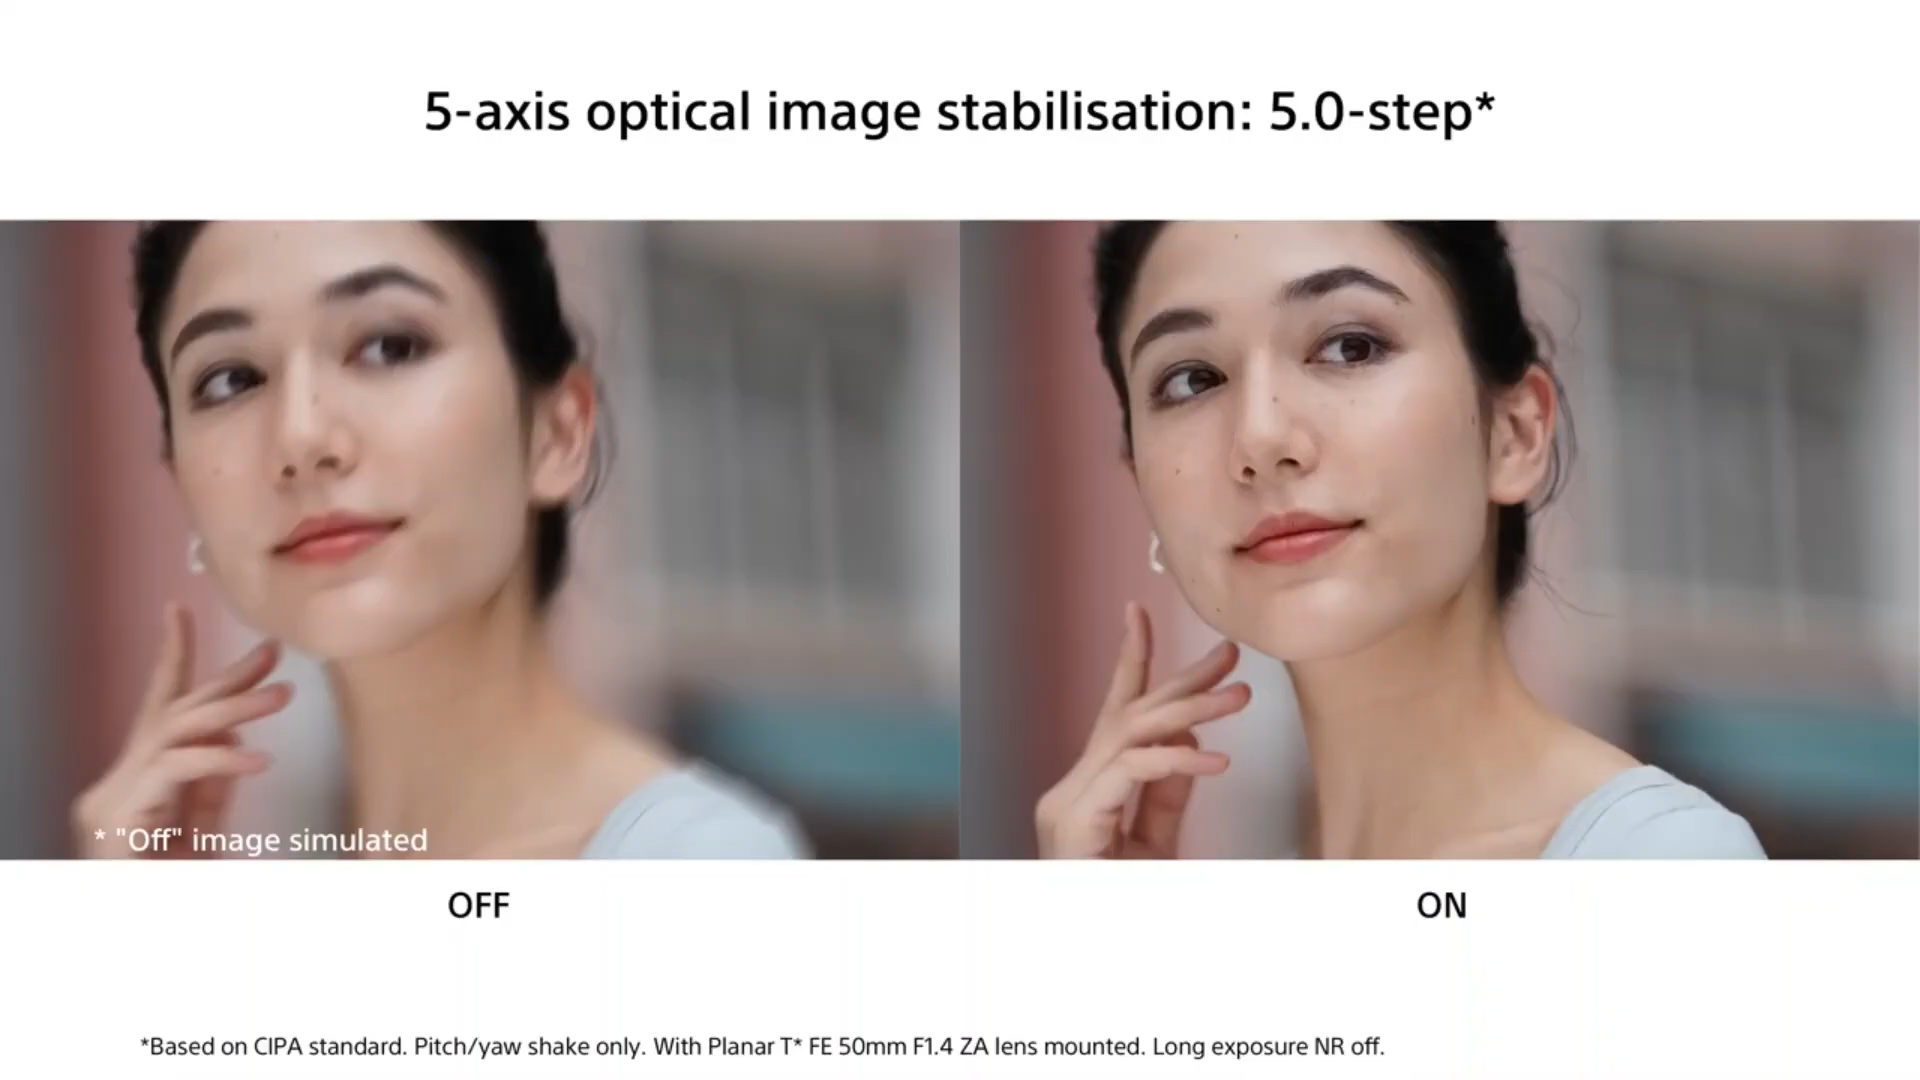 5-axis optical image stabilisation: 5.0-step*
* "Off" image simulated
OFF
ON
*Based on CIPA standard. Pitch/yaw shake only. With Planar T* FE 50mm F1.4 ZA lens mounted. Long exposure NR off.